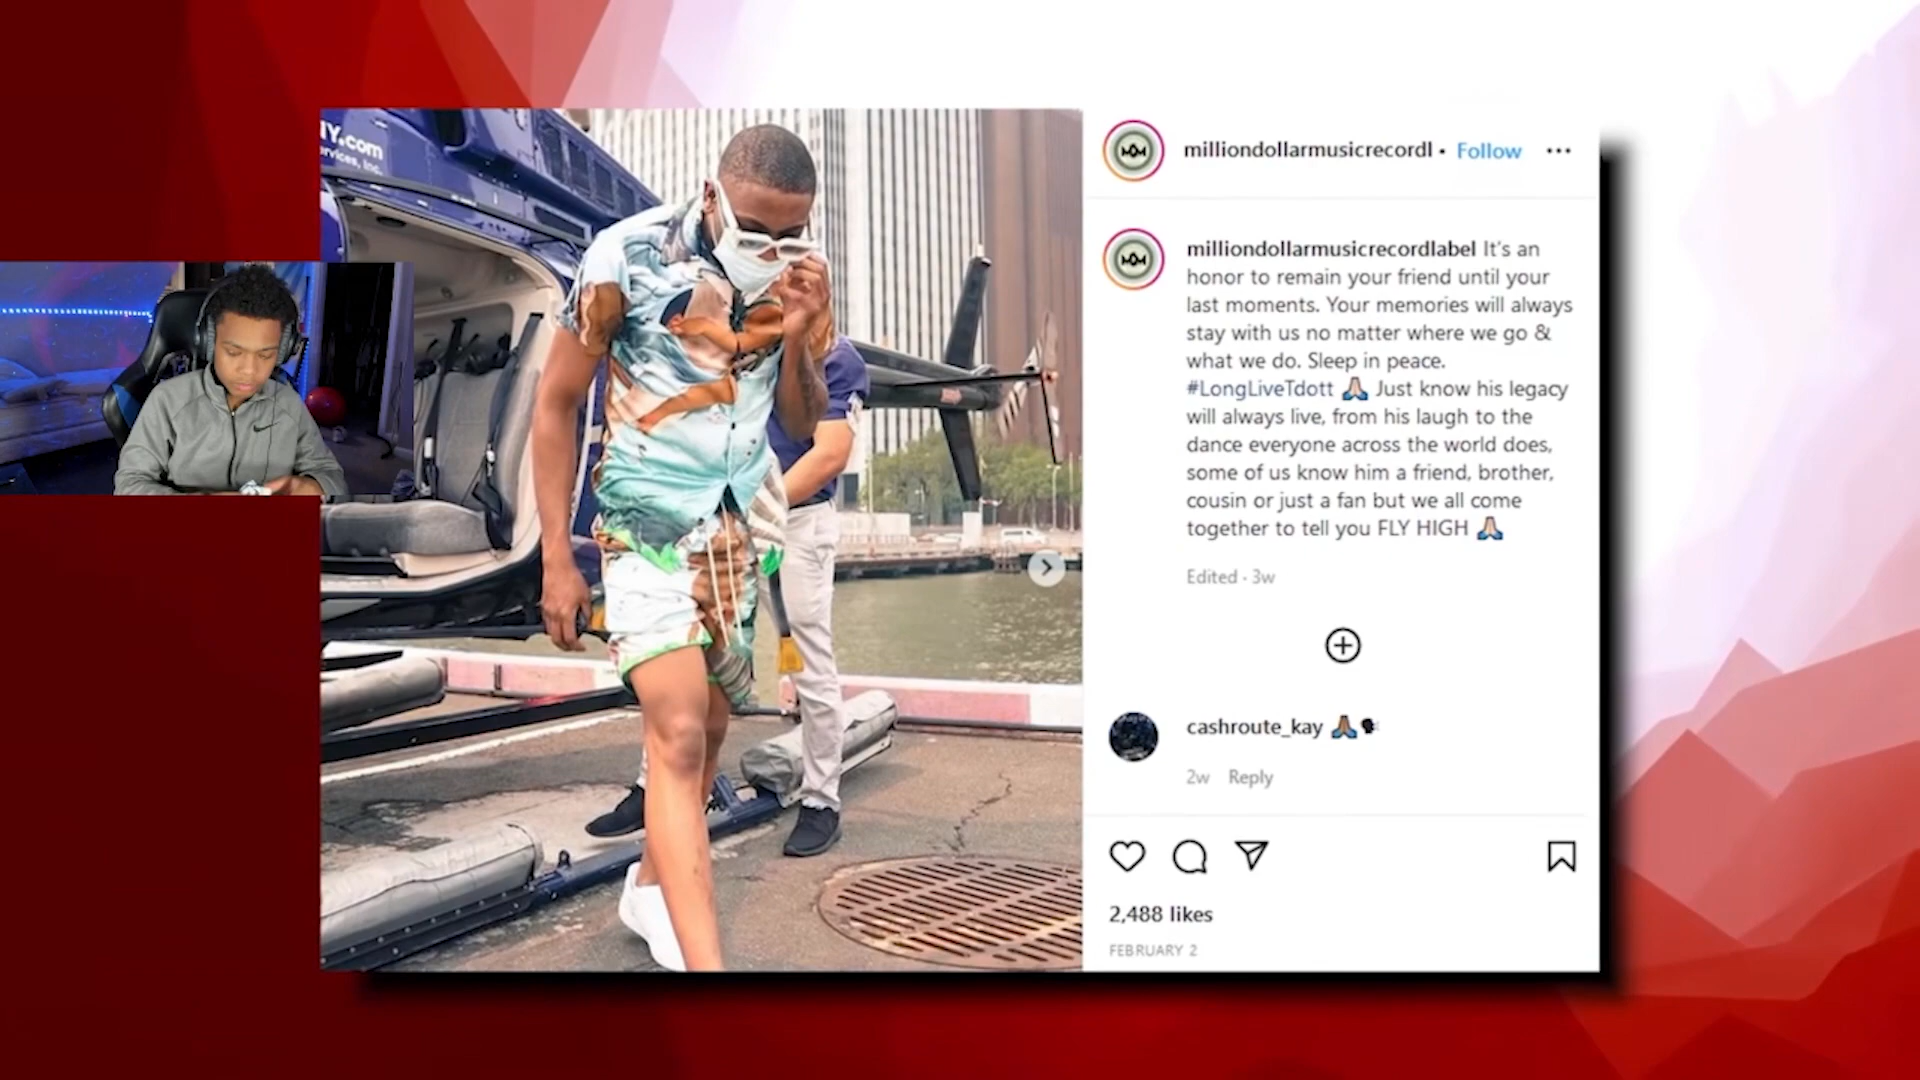 IY.com
ervices, Inc.
milliondollarmusicrecordl • Follow
milliondollarmusicrecordlabel It's an
honor to remain your friend until your
last moments. Your memories will always
stay with us no matter where we go &
what we do. Sleep in peace.
#LongLiveTdott 🙏🏼 Just know his legacy
will always live, from his laugh to the
dance everyone across the world does,
some of us know him a friend, brother,
cousin or just a fan but we all come
together to tell you FLY HIGH 🙏🏼
Edited · 3w
cashroute_kay 🙏🏾🗣
2w Reply
2,488 likes
FEBRUARY 2